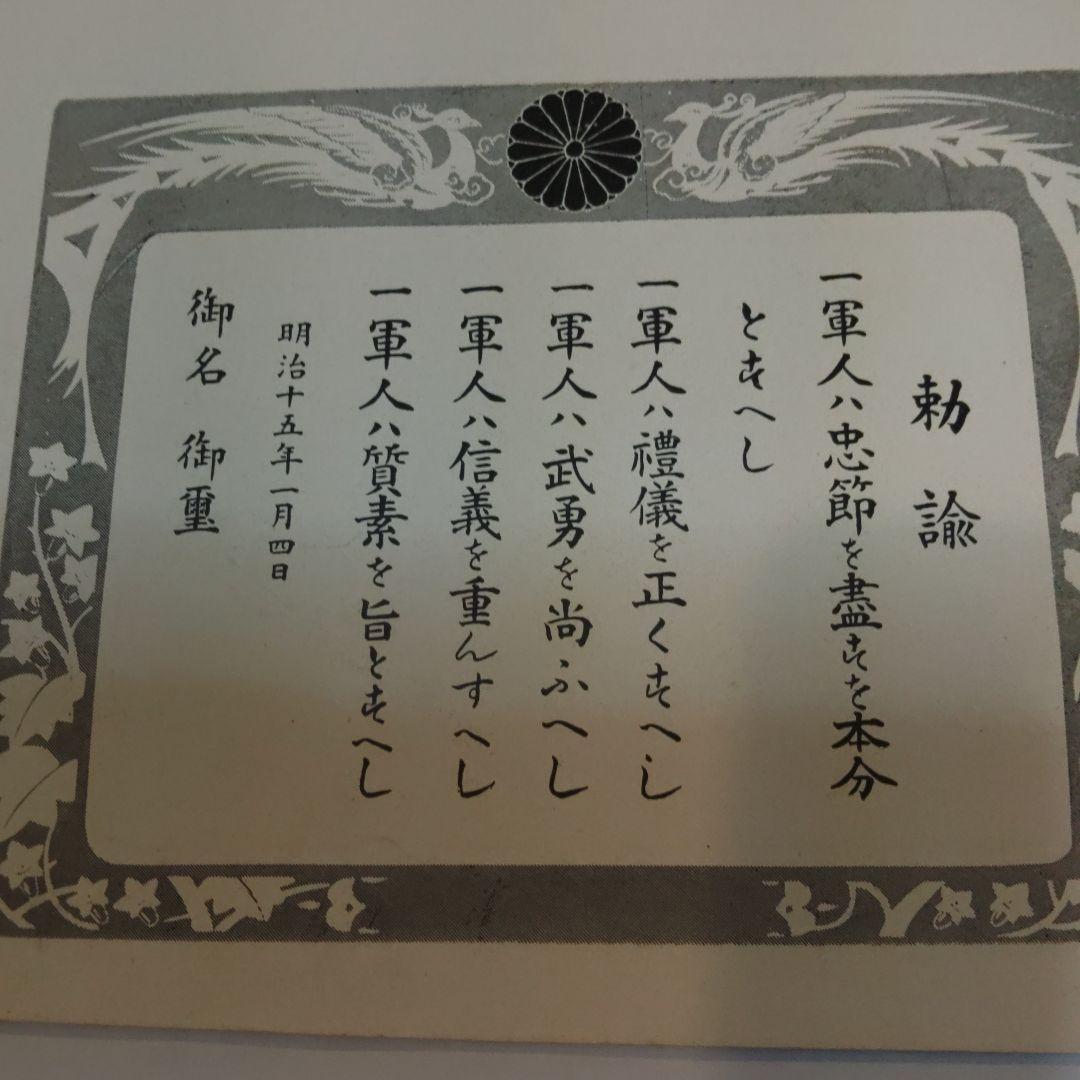 勅諭
一軍人ハ忠節を盡すを本分
とすへし
一軍人ハ禮儀を正くすへし
一軍人ハ武勇を尚ふへし
一軍人ハ信義を重んすへし
一軍人ハ質素を旨とすへし
明治十五年一月四日
御名 御璽